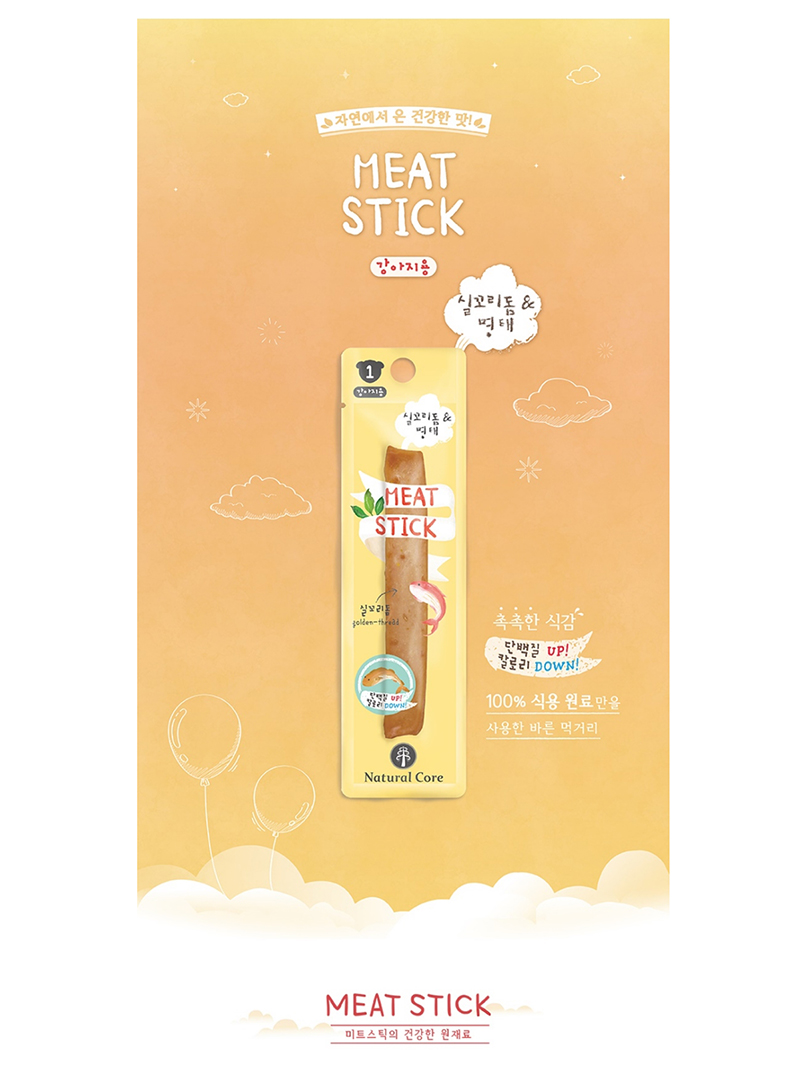 자연에서 온 건강한 맛!
MEAT
STICK
강아지용
실꼬리돔 &
명태
1
강아지용
실꼬리돔 &
명태
MEAT
STICK
실꼬리돔
golden-thread
단백질 UP!
칼로리 DOWN!
Natural Core
촉촉한 식감
단백질 UP!
칼로리 DOWN!
100% 식용 원료만을
사용한 바른 먹거리
MEAT STICK
미트스틱의 건강한 원재료